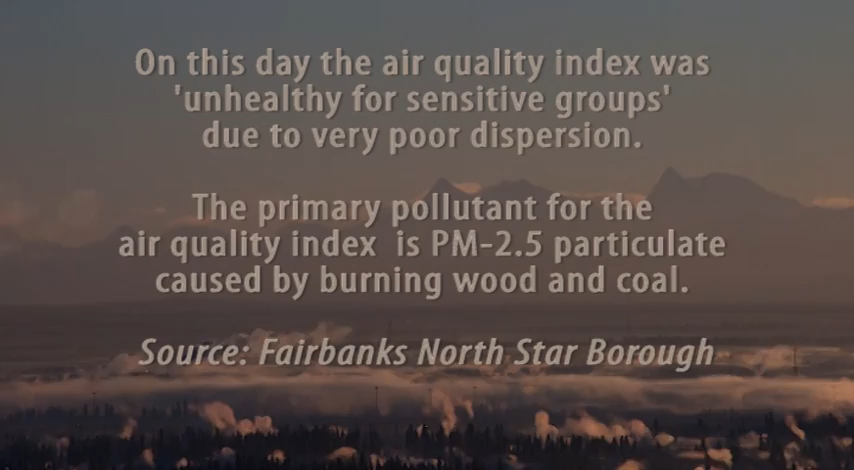 On this day the air quality index was
'unhealthy for sensitive groups'
due to very poor dispersion.
The primary pollutant for the
air quality index  is PM-2.5 particulate
caused by burning wood and coal.
Source: Fairbanks North Star Borough